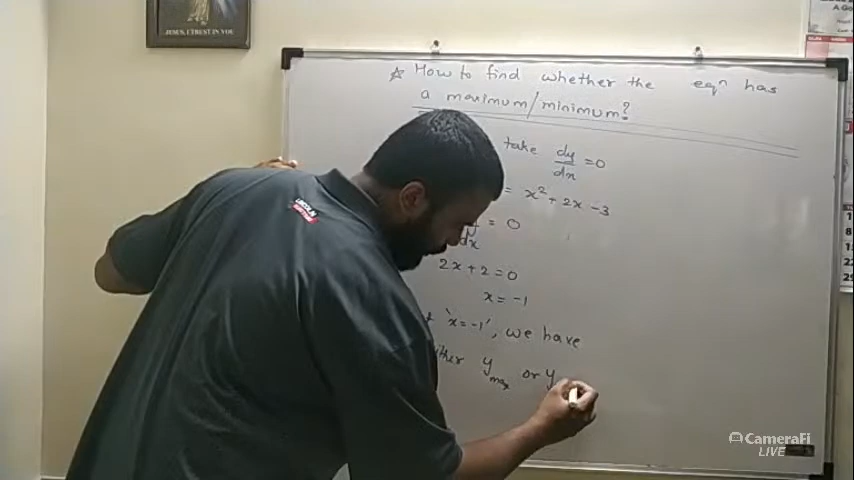 JESUS, I TRUST IN YOU
☆ How to find whether the eqⁿ has
a maximum/minimum?
take dy/dx = 0
= x² + 2x - 3
= 0
dx
2x + 2 = 0
x = -1
'x = -1', we have
y max or y
CameraFi
LIVE